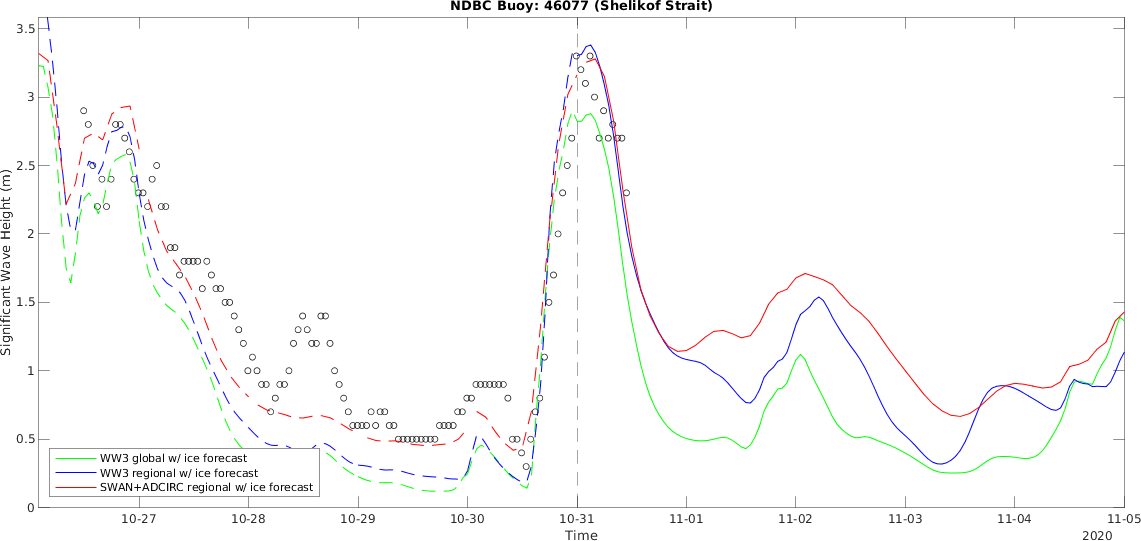 NDBC Buoy: 46077 (Shelikof Strait)
3.5
3
2.5
2
1.5
1
0.5
0
Significant Wave Height (m)
WW3 global w/ ice forecast
WW3 regional w/ ice forecast
SWAN+ADCIRC regional w/ ice forecast
10-27 10-28 10-29 10-30 10-31 11-01 11-02 11-03 11-04 11-05
Time
2020